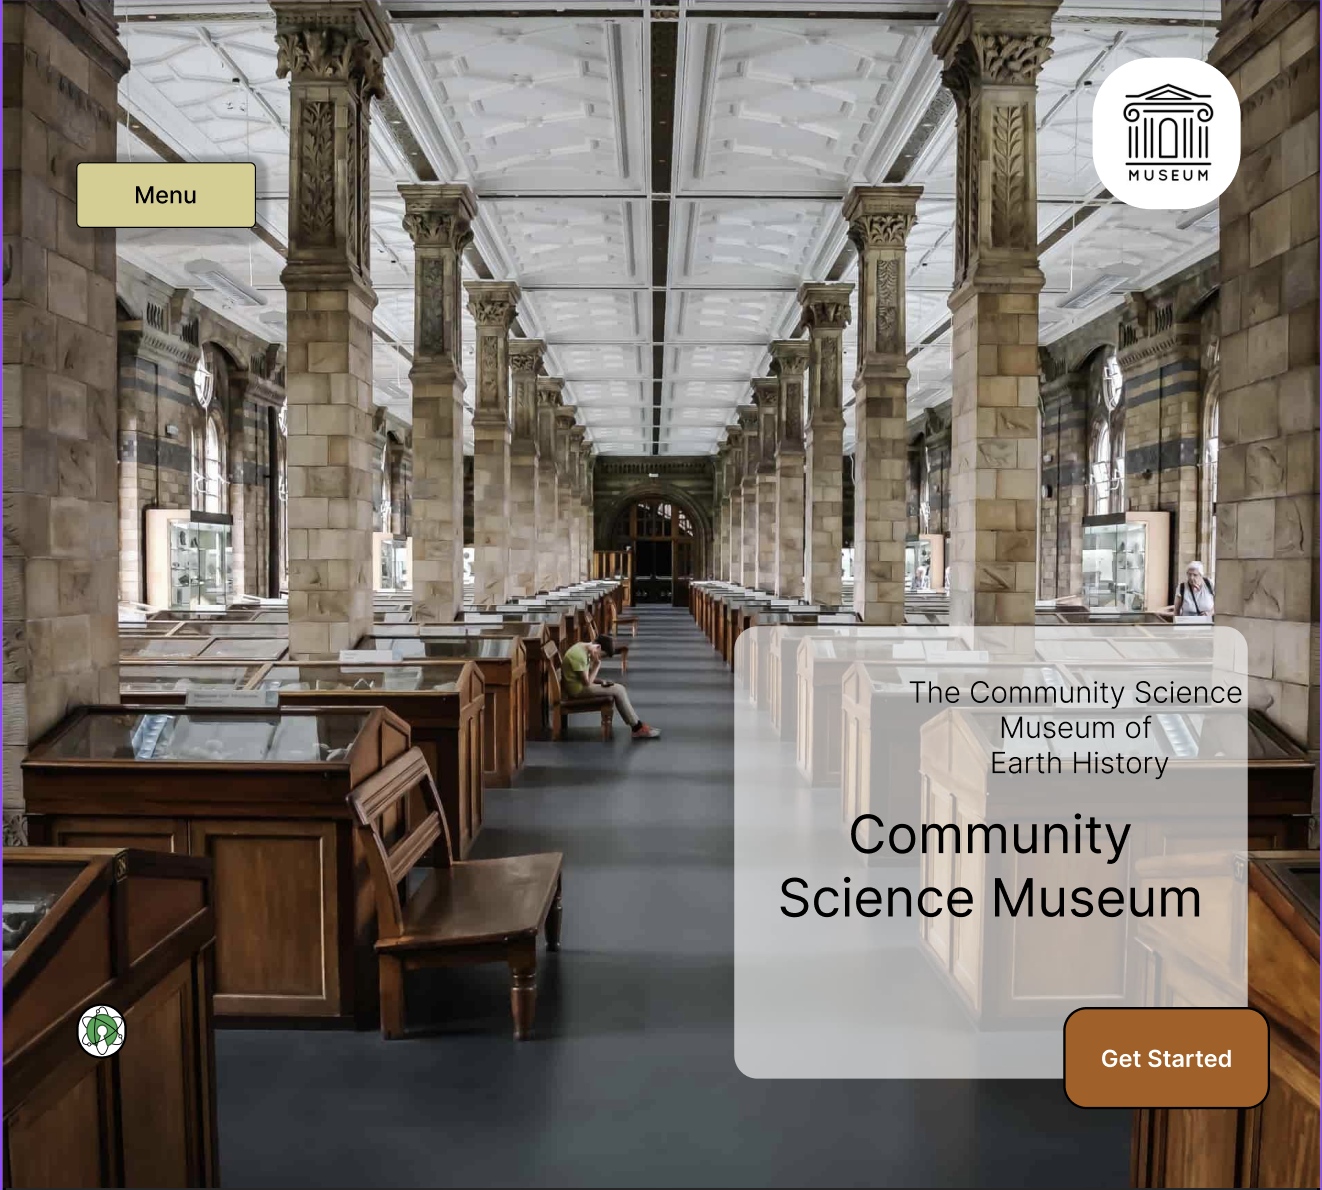 Menu
MUSEUM
The Community Science
Museum of
Earth History
Community
Science Museum
Get Started